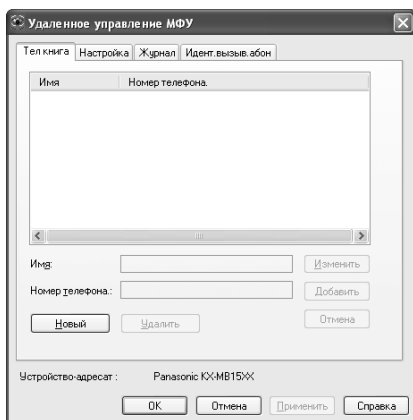 Удаленное управление МФУ
Тел книга Настройка Журнал Идент.вызыв.абон
Имя Номер телефона.
Имя: Изменить
Номер телефона.: Добавить
Новый Удалить Отмена
Устройство-адресат : Panasonic KX-MB15XX
OK Отмена Применить Справка